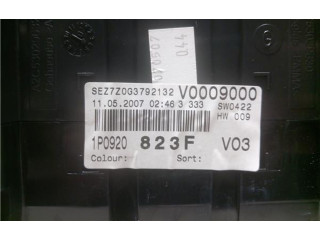 SEZ7Z0G3792132 V0009000
11.05.2007 02:46 3 333 SW0422
HW 009
1P0920 823F V03
Colour: Sort: